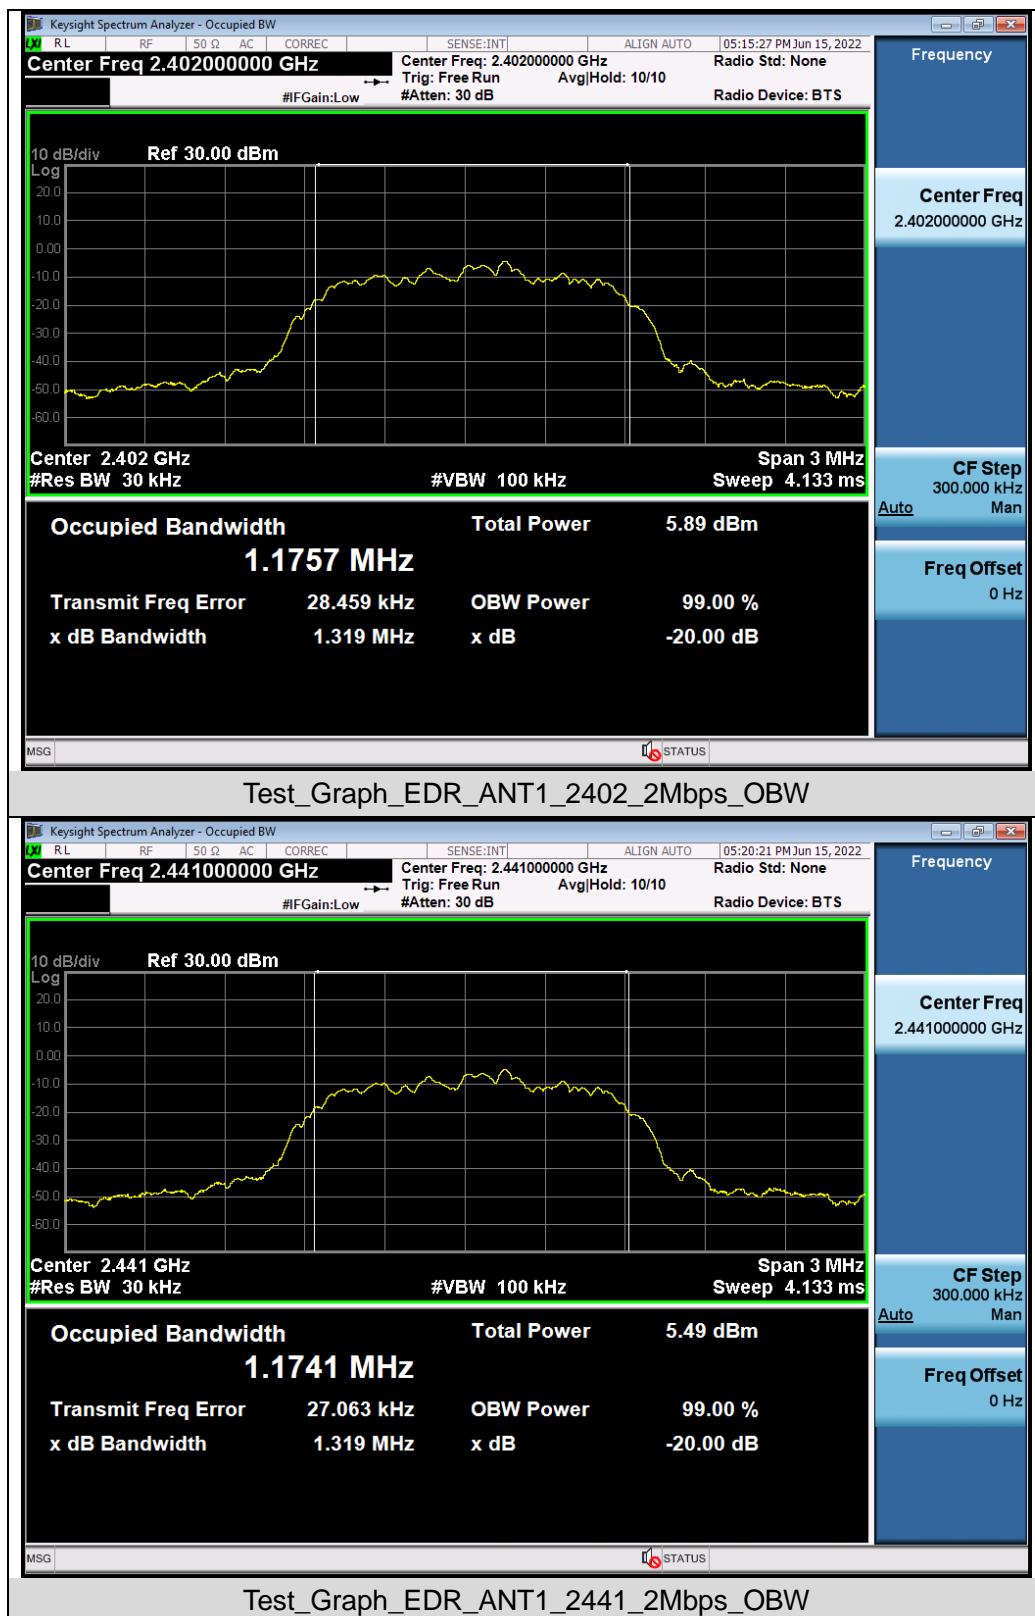 Keysight Spectrum Analyzer - Occupied BW
LXI RL RF 50 Ω AC CORREC SENSE:INT ALIGN AUTO 05:15:27 PM Jun 15, 2022
Center Freq 2.402000000 GHz
Center Freq: 2.402000000 GHz Radio Std: None
Trig: Free Run Avg|Hold: 10/10
#IFGain:Low #Atten: 30 dB Radio Device: BTS
Frequency
10 dB/div Ref 30.00 dBm
Log
20.0
10.0
0.00
-10.0
-20.0
-30.0
-40.0
-50.0
-60.0
Center 2.402 GHz Span 3 MHz
#Res BW 30 kHz #VBW 100 kHz Sweep 4.133 ms
Center Freq
2.402000000 GHz
CF Step
300.000 kHz
Auto Man
Freq Offset
0 Hz
Occupied Bandwidth Total Power 5.89 dBm
1.1757 MHz
Transmit Freq Error 28.459 kHz OBW Power 99.00 %
x dB Bandwidth 1.319 MHz x dB -20.00 dB
MSG STATUS
Test_Graph_EDR_ANT1_2402_2Mbps_OBW
Keysight Spectrum Analyzer - Occupied BW
LXI RL RF 50 Ω AC CORREC SENSE:INT ALIGN AUTO 05:20:21 PM Jun 15, 2022
Center Freq 2.441000000 GHz
Center Freq: 2.441000000 GHz Radio Std: None
Trig: Free Run Avg|Hold: 10/10
#IFGain:Low #Atten: 30 dB Radio Device: BTS
Frequency
10 dB/div Ref 30.00 dBm
Log
20.0
10.0
0.00
-10.0
-20.0
-30.0
-40.0
-50.0
-60.0
Center 2.441 GHz Span 3 MHz
#Res BW 30 kHz #VBW 100 kHz Sweep 4.133 ms
Center Freq
2.441000000 GHz
CF Step
300.000 kHz
Auto Man
Freq Offset
0 Hz
Occupied Bandwidth Total Power 5.49 dBm
1.1741 MHz
Transmit Freq Error 27.063 kHz OBW Power 99.00 %
x dB Bandwidth 1.319 MHz x dB -20.00 dB
MSG STATUS
Test_Graph_EDR_ANT1_2441_2Mbps_OBW